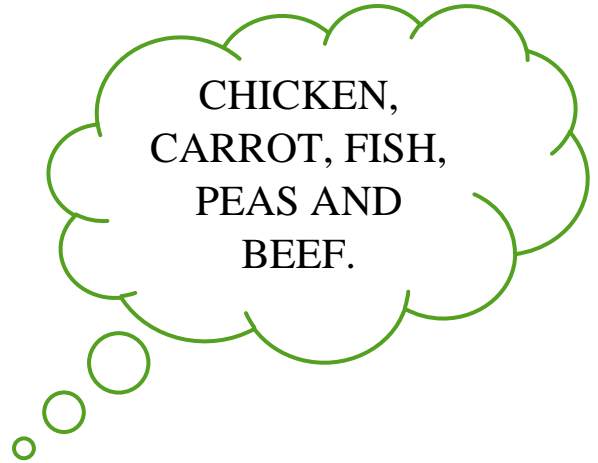 CHICKEN,
CARROT, FISH,
PEAS AND
BEEF.